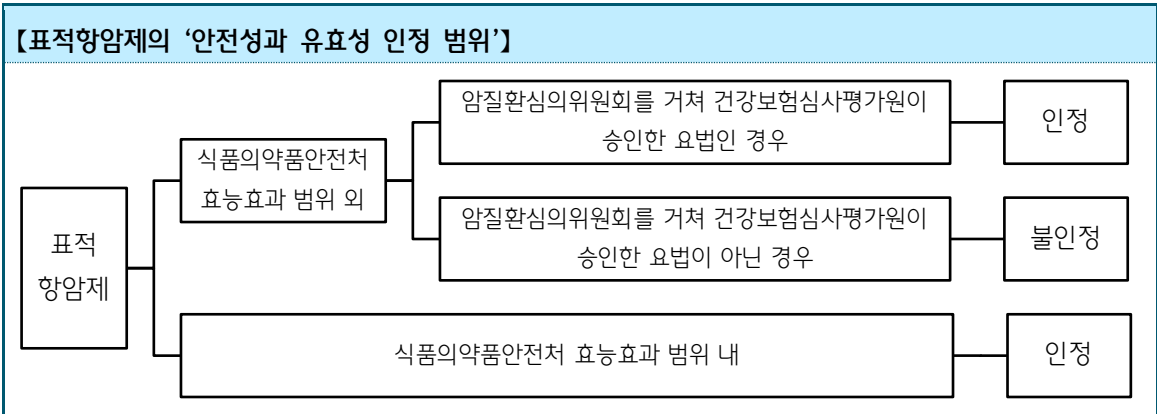 【표적항암제의 ‘안전성과 유효성 인정 범위’】
암질환심의위원회를 거쳐 건강보험심사평가원이
승인한 요법인 경우
인정
식품의약품안전처
효능효과 범위 외
암질환심의위원회를 거쳐 건강보험심사평가원이
승인한 요법이 아닌 경우
불인정
표적
항암제
식품의약품안전처 효능효과 범위 내
인정